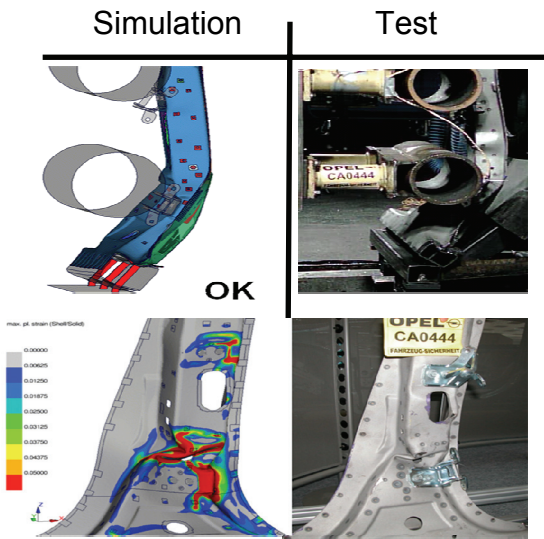 Simulation
Test
OPEL
CA0444
OK
max. pl. strain (Shell/Solid)
0.00000
0.00625
0.01250
0.01875
0.02500
0.03125
0.03750
0.04375
0.05000
Z
Y
X
OPEL
CA0444
FAHRZEUG-SICHERHEIT